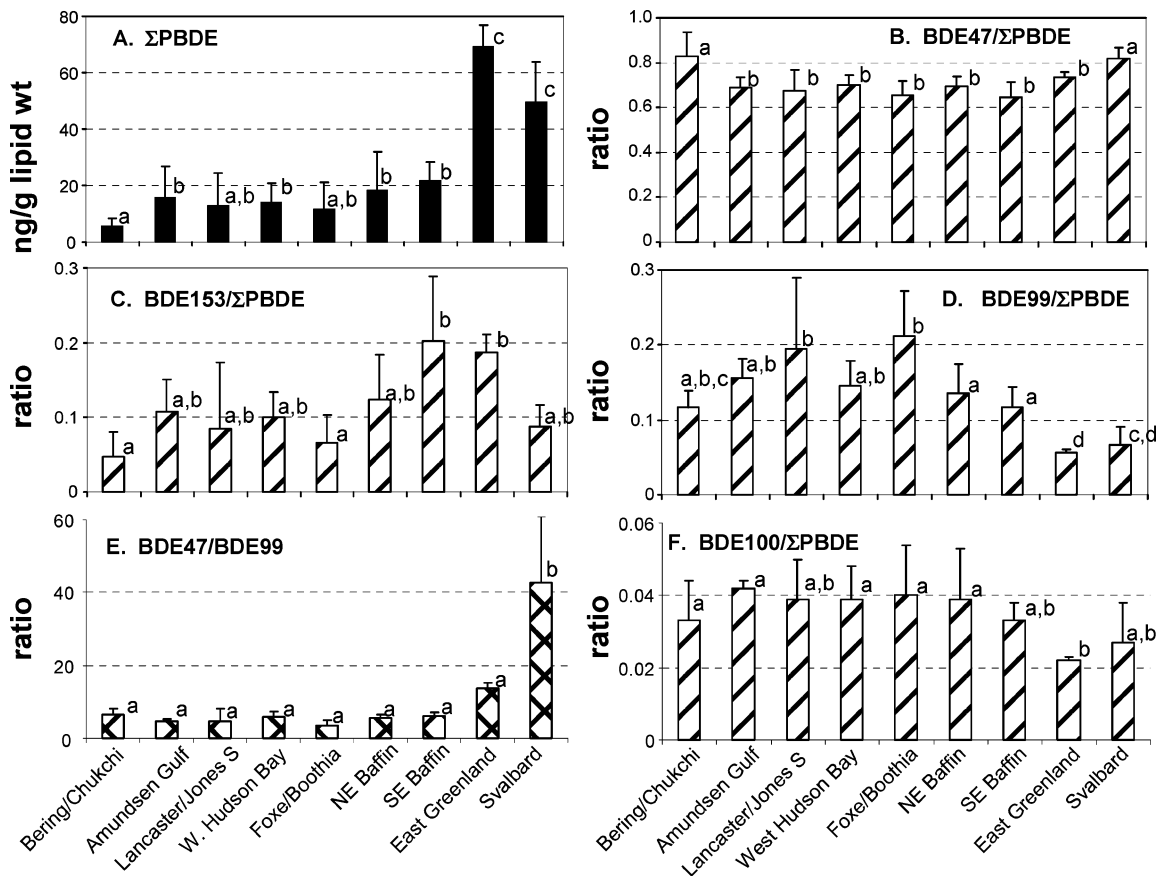 A. ΣPBDE
ng/g lipid wt
80
60
40
20
0
a
b
a,b
b
a,b
b
b
c
c
B. BDE47/ΣPBDE
ratio
1.0
0.8
0.6
0.4
0.2
0
a
b
b
b
b
b
b
b
a
C. BDE153/ΣPBDE
ratio
0.3
0.2
0.1
0
a
a,b
a,b
a,b
a
a,b
b
b
a,b
D. BDE99/ΣPBDE
ratio
0.3
0.2
0.1
0
a,b,c
a,b
b
a,b
b
a
a
d
c,d
E. BDE47/BDE99
ratio
60
40
20
0
a
a
a
a
a
a
a
a
b
Bering/Chukchi
Amundsen Gulf
Lancaster/Jones S
W. Hudson Bay
Foxe/Boothia
NE Baffin
SE Baffin
East Greenland
Svalbard
F. BDE100/ΣPBDE
ratio
0.06
0.04
0.02
0
a
a
a,b
a
a
a
a,b
b
a,b
Bering/Chukchi
Amundsen Gulf
Lancaster/Jones S
West Hudson Bay
Foxe/Boothia
NE Baffin
SE Baffin
East Greenland
Svalbard